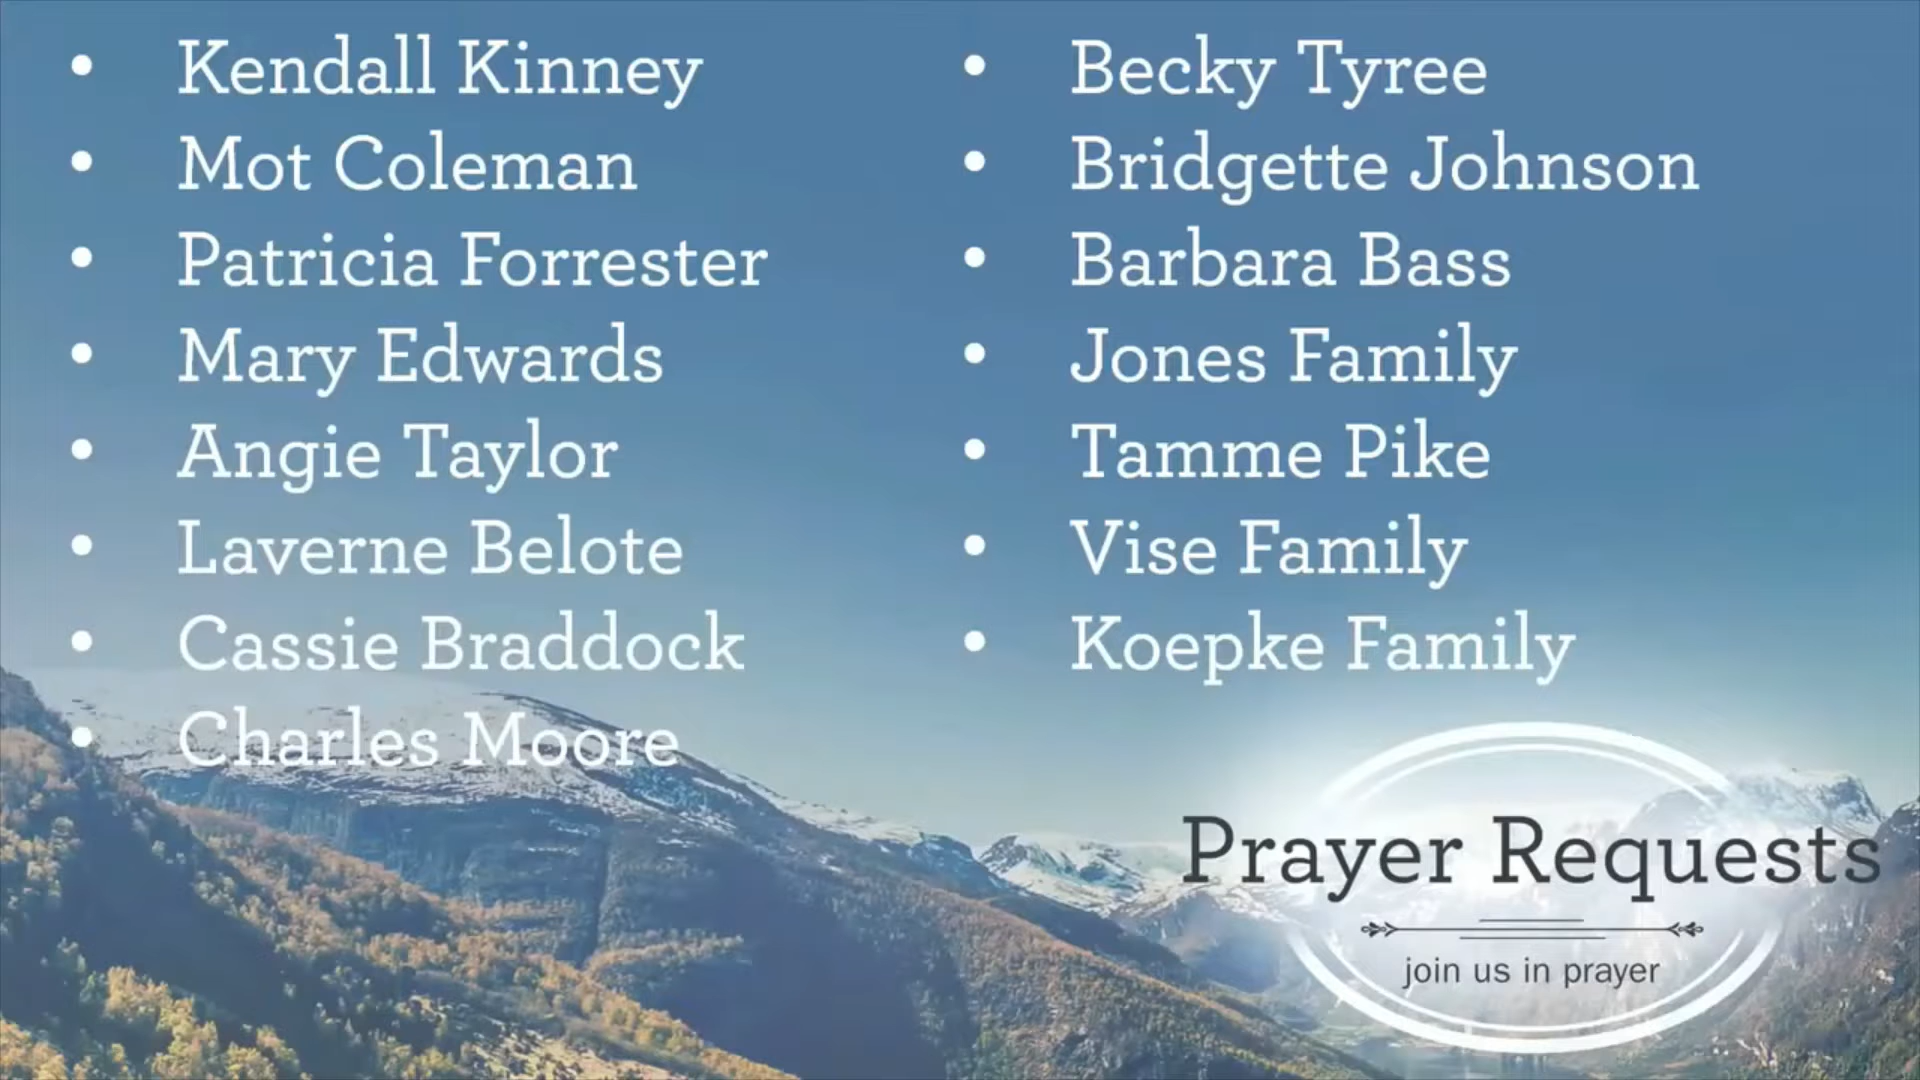 • Kendall Kinney
• Mot Coleman
• Patricia Forrester
• Mary Edwards
• Angie Taylor
• Laverne Belote
• Cassie Braddock
• Charles Moore
• Becky Tyree
• Bridgette Johnson
• Barbara Bass
• Jones Family
• Tamme Pike
• Vise Family
• Koepke Family
Prayer Requests
join us in prayer